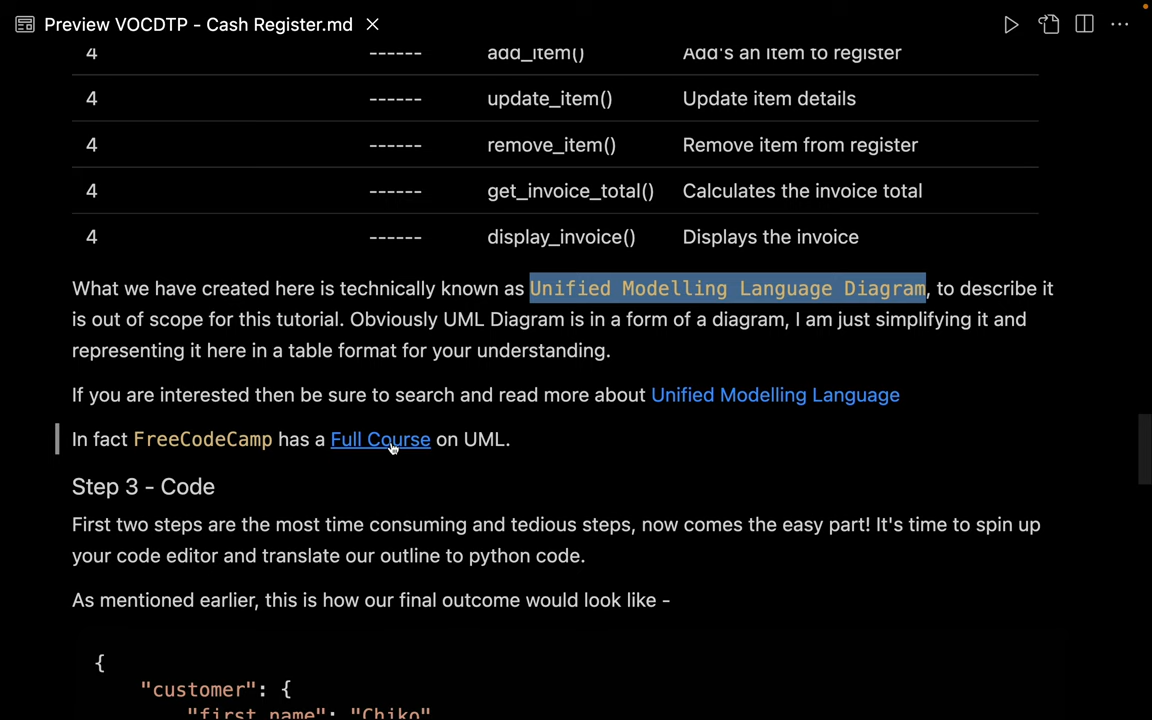 Preview VOCDTP - Cash Register.md
4 ------ add_item() Add's an item to register
4 ------ update_item() Update item details
4 ------ remove_item() Remove item from register
4 ------ get_invoice_total() Calculates the invoice total
4 ------ display_invoice() Displays the invoice
What we have created here is technically known as Unified Modelling Language Diagram, to describe it
is out of scope for this tutorial. Obviously UML Diagram is in a form of a diagram, I am just simplifying it and
representing it here in a table format for your understanding.
If you are interested then be sure to search and read more about Unified Modelling Language
In fact FreeCodeCamp has a Full Course on UML.
Step 3 - Code
First two steps are the most time consuming and tedious steps, now comes the easy part! It's time to spin up
your code editor and translate our outline to python code.
As mentioned earlier, this is how our final outcome would look like -
{
"customer": {
"first_name": "Chiko"